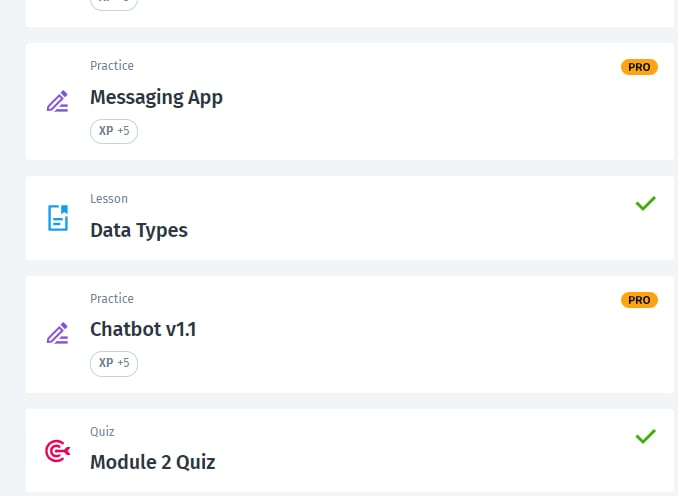 Practice
PRO
Messaging App
XP +5
Lesson
Data Types
Practice
PRO
Chatbot v1.1
XP +5
Quiz
Module 2 Quiz